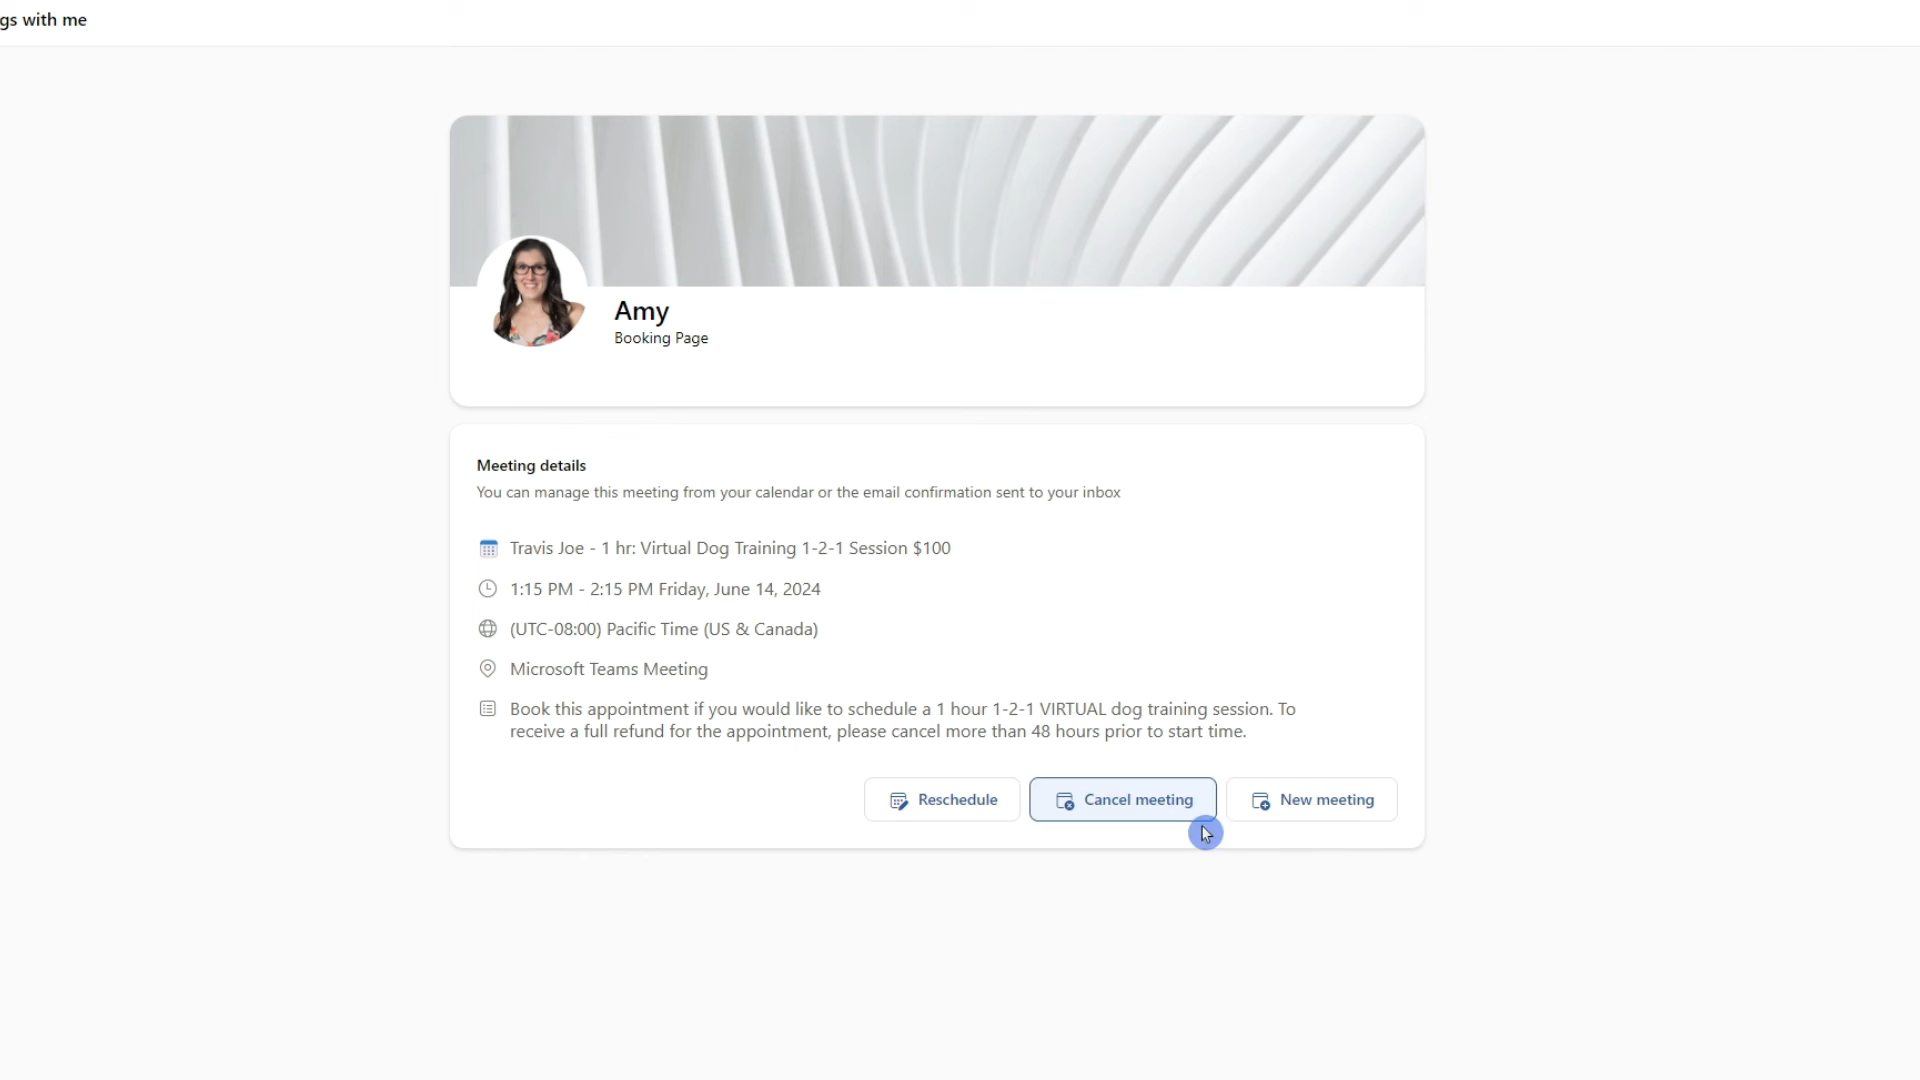 gs with me
Amy
Booking Page
Meeting details
You can manage this meeting from your calendar or the email confirmation sent to your inbox
Travis Joe - 1 hr: Virtual Dog Training 1-2-1 Session $100
1:15 PM - 2:15 PM Friday, June 14, 2024
(UTC-08:00) Pacific Time (US & Canada)
Microsoft Teams Meeting
Book this appointment if you would like to schedule a 1 hour 1-2-1 VIRTUAL dog training session. To
receive a full refund for the appointment, please cancel more than 48 hours prior to start time.
Reschedule
Cancel meeting
New meeting